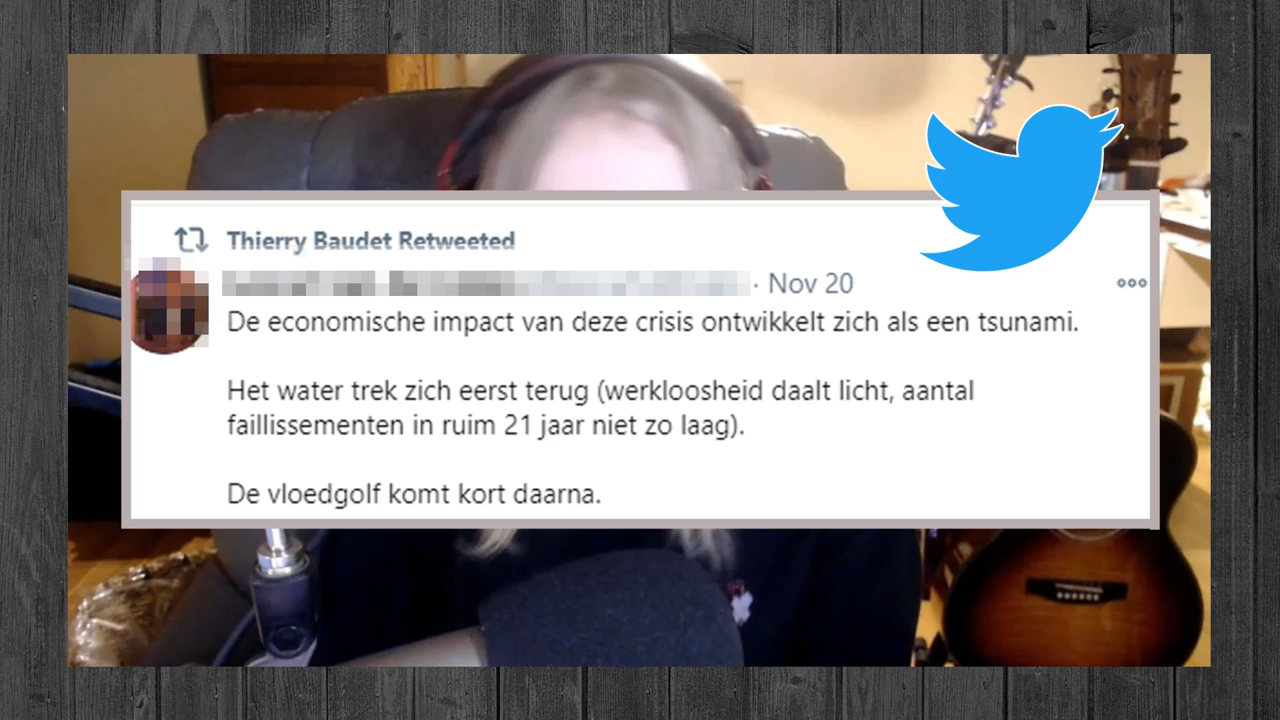 Thierry Baudet Retweeted
· Nov 20
De economische impact van deze crisis ontwikkelt zich als een tsunami.
Het water trek zich eerst terug (werkloosheid daalt licht, aantal
faillissementen in ruim 21 jaar niet zo laag).
De vloedgolf komt kort daarna.